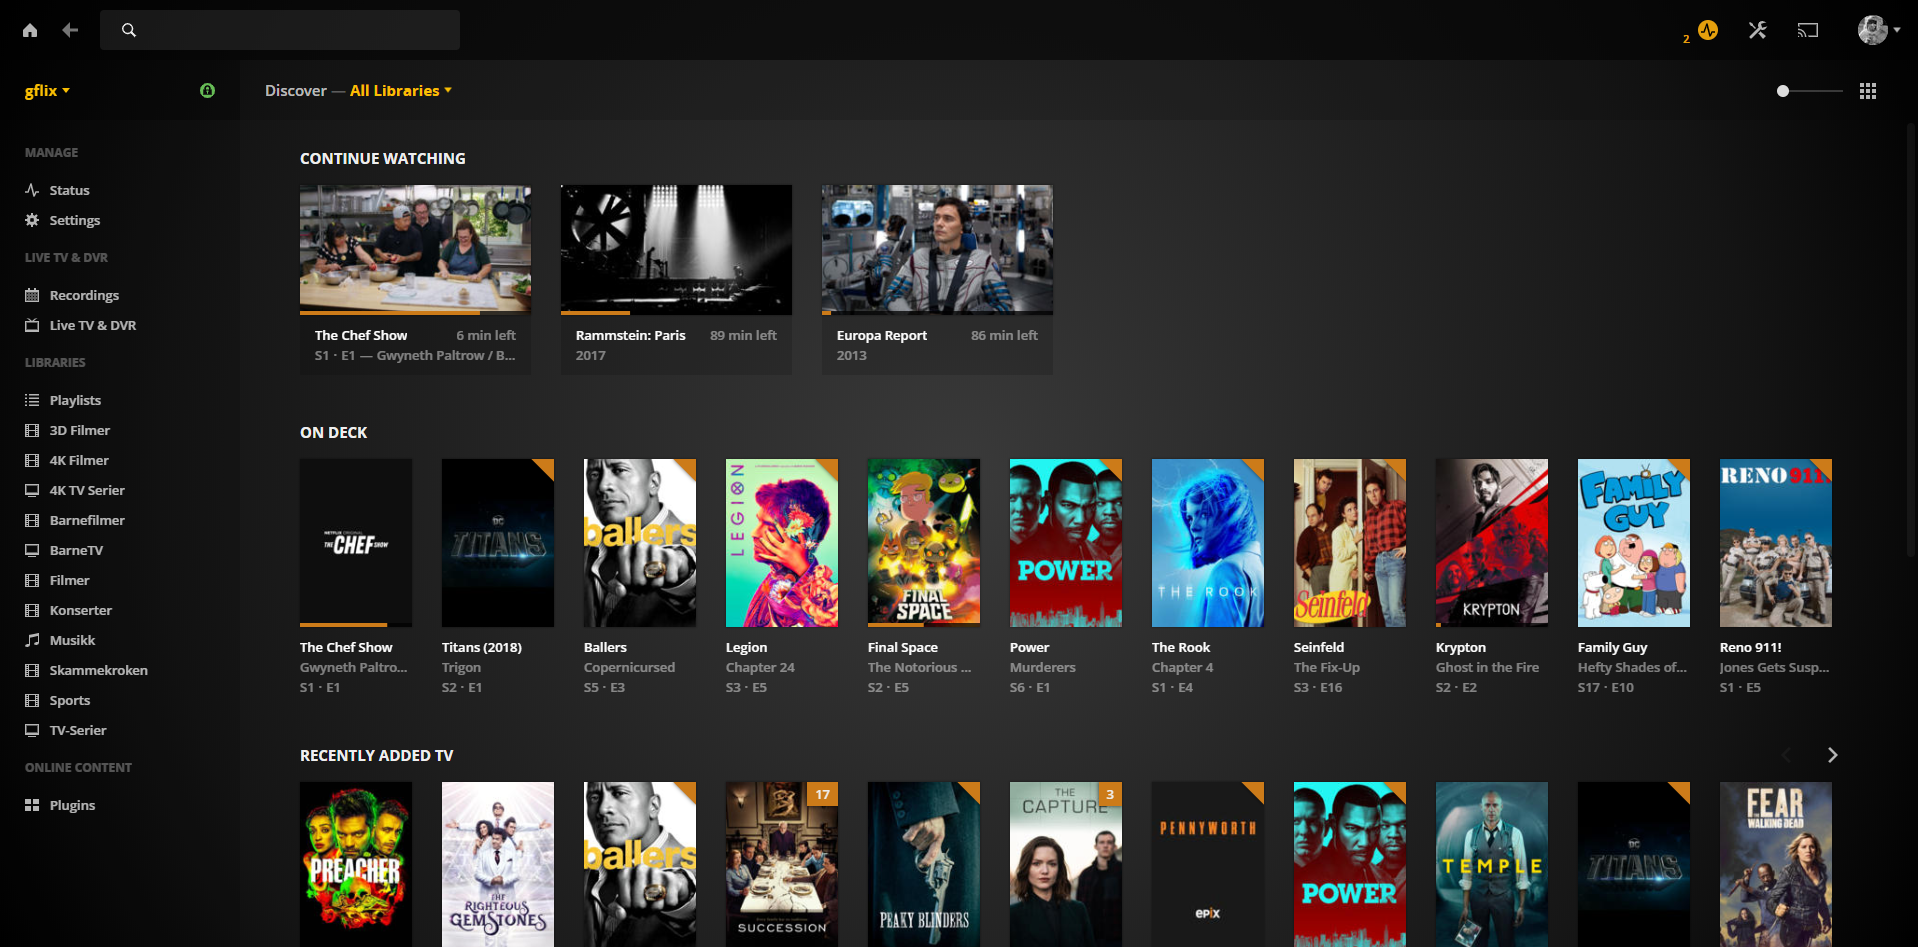 2
gflix
Discover — All Libraries
MANAGE
Status
Settings
LIVE TV & DVR
Recordings
Live TV & DVR
LIBRARIES
Playlists
3D Filmer
4K Filmer
4K TV Serier
Barnefilmer
BarneTV
Filmer
Konserter
Musikk
Skammekroken
Sports
TV-Serier
ONLINE CONTENT
Plugins
CONTINUE WATCHING
The Chef Show 6 min left
S1 · E1 — Gwyneth Paltrow / B...
Rammstein: Paris 89 min left
2017
Europa Report 86 min left
2013
ON DECK
NETFLIX ORIGINAL
THE CHEF SHOW
DC
TITANS
ballers
LEGION
FINAL
SPACE
POWER
THE ROOK
Seinfeld
KRYPTON
FAMILY
GUY
RENO 911!
The Chef Show
Gwyneth Paltro...
S1 · E1
Titans (2018)
Trigon
S2 · E1
Ballers
Copernicursed
S5 · E3
Legion
Chapter 24
S3 · E5
Final Space
The Notorious ...
S2 · E5
Power
Murderers
S6 · E1
The Rook
Chapter 4
S1 · E4
Seinfeld
The Fix-Up
S3 · E16
Krypton
Ghost in the Fire
S2 · E2
Family Guy
Hefty Shades of...
S17 · E10
Reno 911!
Jones Gets Susp...
S1 · E5
RECENTLY ADDED TV
PREACHER
THE
RIGHTEOUS
GEMSTONES
ballers
17
SUCCESSION
PEAKY BLINDERS
3
THE
CAPTURE
PENNYWORTH
epix
POWER
TEMPLE
DC
TITANS
FEAR
WALKING DEAD